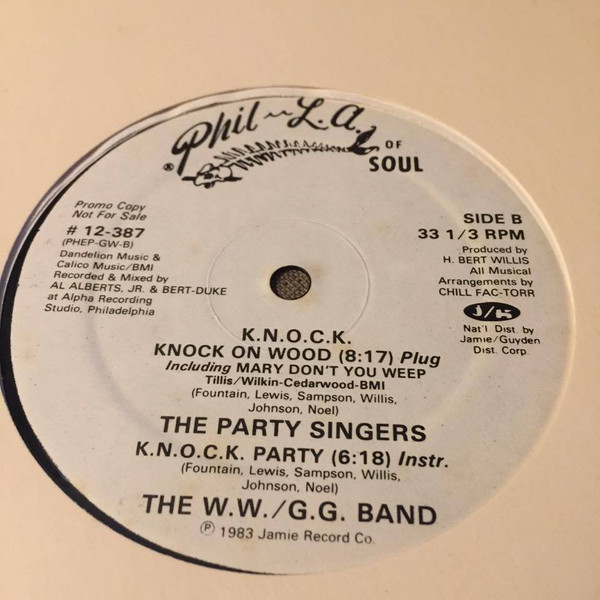 Phil~L.A.
OF
SOUL
®
Promo Copy
Not For Sale
# 12-387
(PHEP-GW-B)
Dandelion Music &
Calico Music/BMI
Recorded & Mixed by
AL ALBERTS, JR. & BERT-DUKE
at Alpha Recording
Studio, Philadelphia
SIDE B
33 1/3 RPM
Produced by
H. BERT WILLIS
All Musical
Arrangements by
CHILL FAC-TORR
Nat'l Dist. by
Jamie/Guyden
Dist. Corp.
K.N.O.C.K.
KNOCK ON WOOD (8:17) Plug
Including MARY DON'T YOU WEEP
Tillis/Wilkin-Cedarwood-BMI
(Fountain, Lewis, Sampson, Willis,
Johnson, Noel)
THE PARTY SINGERS
K.N.O.C.K. PARTY (6:18) Instr.
(Fountain, Lewis, Sampson, Willis,
Johnson, Noel)
THE W.W./G.G. BAND
℗ 1983 Jamie Record Co.